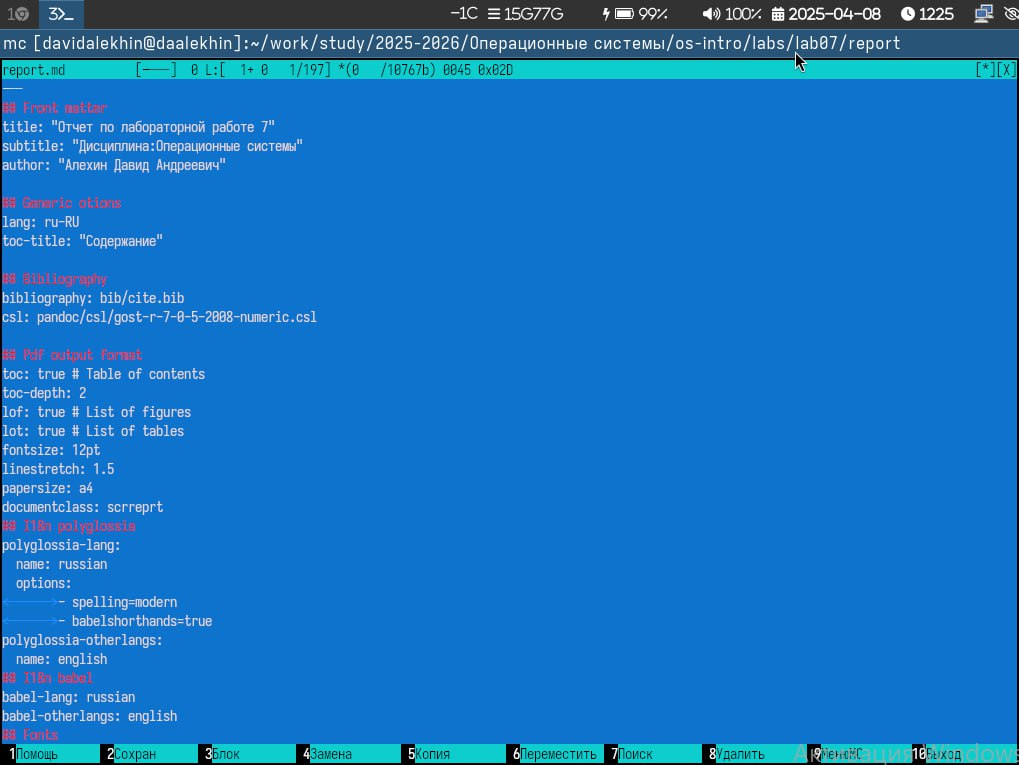 1 3>_ -1C 15G77G 99% 100% 2025-04-08 1225
mc [davidalekhin@daalekhin]:~/work/study/2025-2026/Операционные системы/os-intro/labs/lab07/report
report.md [----] 0 L:[ 1+ 0 1/197] *(0 /10767b) 0045 0x02D [*][X]
---
## Front matter
title: "Отчет по лабораторной работе 7"
subtitle: "Дисциплина:Операционные системы"
author: "Алехин Давид Андреевич"
## Generic otions
lang: ru-RU
toc-title: "Содержание"
## Bibliography
bibliography: bib/cite.bib
csl: pandoc/csl/gost-r-7-0-5-2008-numeric.csl
## Pdf output format
toc: true # Table of contents
toc-depth: 2
lof: true # List of figures
lot: true # List of tables
fontsize: 12pt
linestretch: 1.5
papersize: a4
documentclass: scrreprt
## I18n polyglossia
polyglossia-lang:
name: russian
options:
<------>- spelling=modern
<------>- babelshorthands=true
polyglossia-otherlangs:
name: english
## I18n babel
babel-lang: russian
babel-otherlangs: english
## Fonts
1Помощь 2Сохран 3Блок 4Замена 5Копия 6Переместить 7Поиск 8Удалить 9 10Выход
Активация Windows